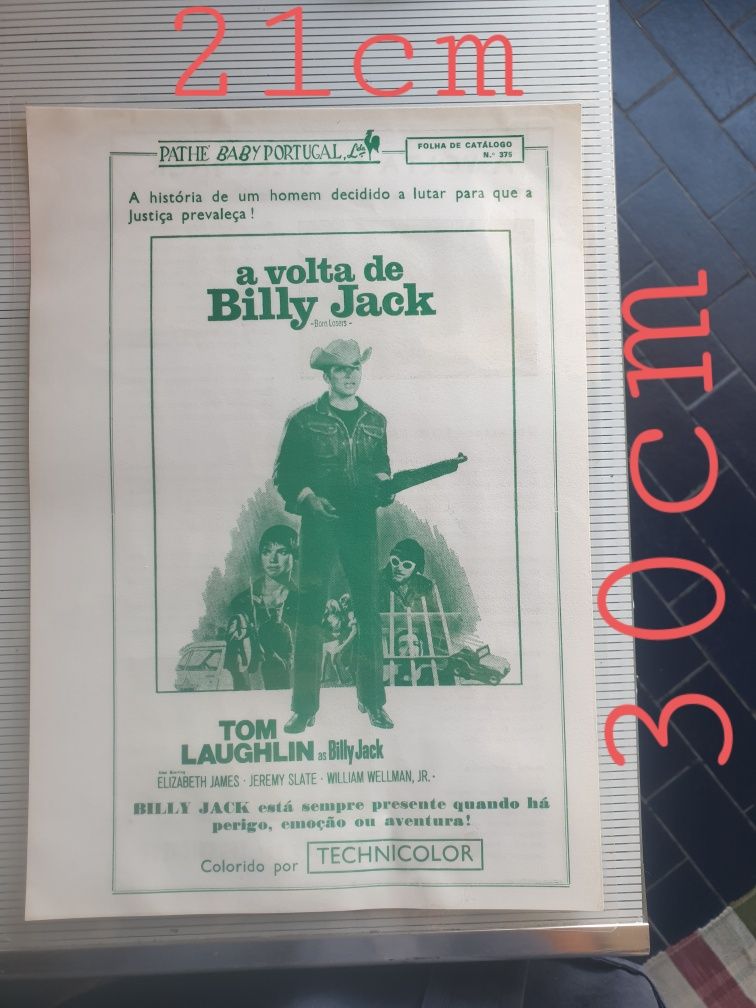 21cm
PATHÉ BABY PORTUGAL, Lda
FOLHA DE CATÁLOGO
N.º 375
A história de um homem decidido a lutar para que a
Justiça prevaleça!
a volta de
Billy Jack
-Born Losers-
30cm
TOM
LAUGHLIN as Billy Jack
ELIZABETH JAMES · JEREMY SLATE · WILLIAM WELLMAN, JR. ·
BILLY JACK está sempre presente quando há
perigo, emoção ou aventura!
Colorido por TECHNICOLOR